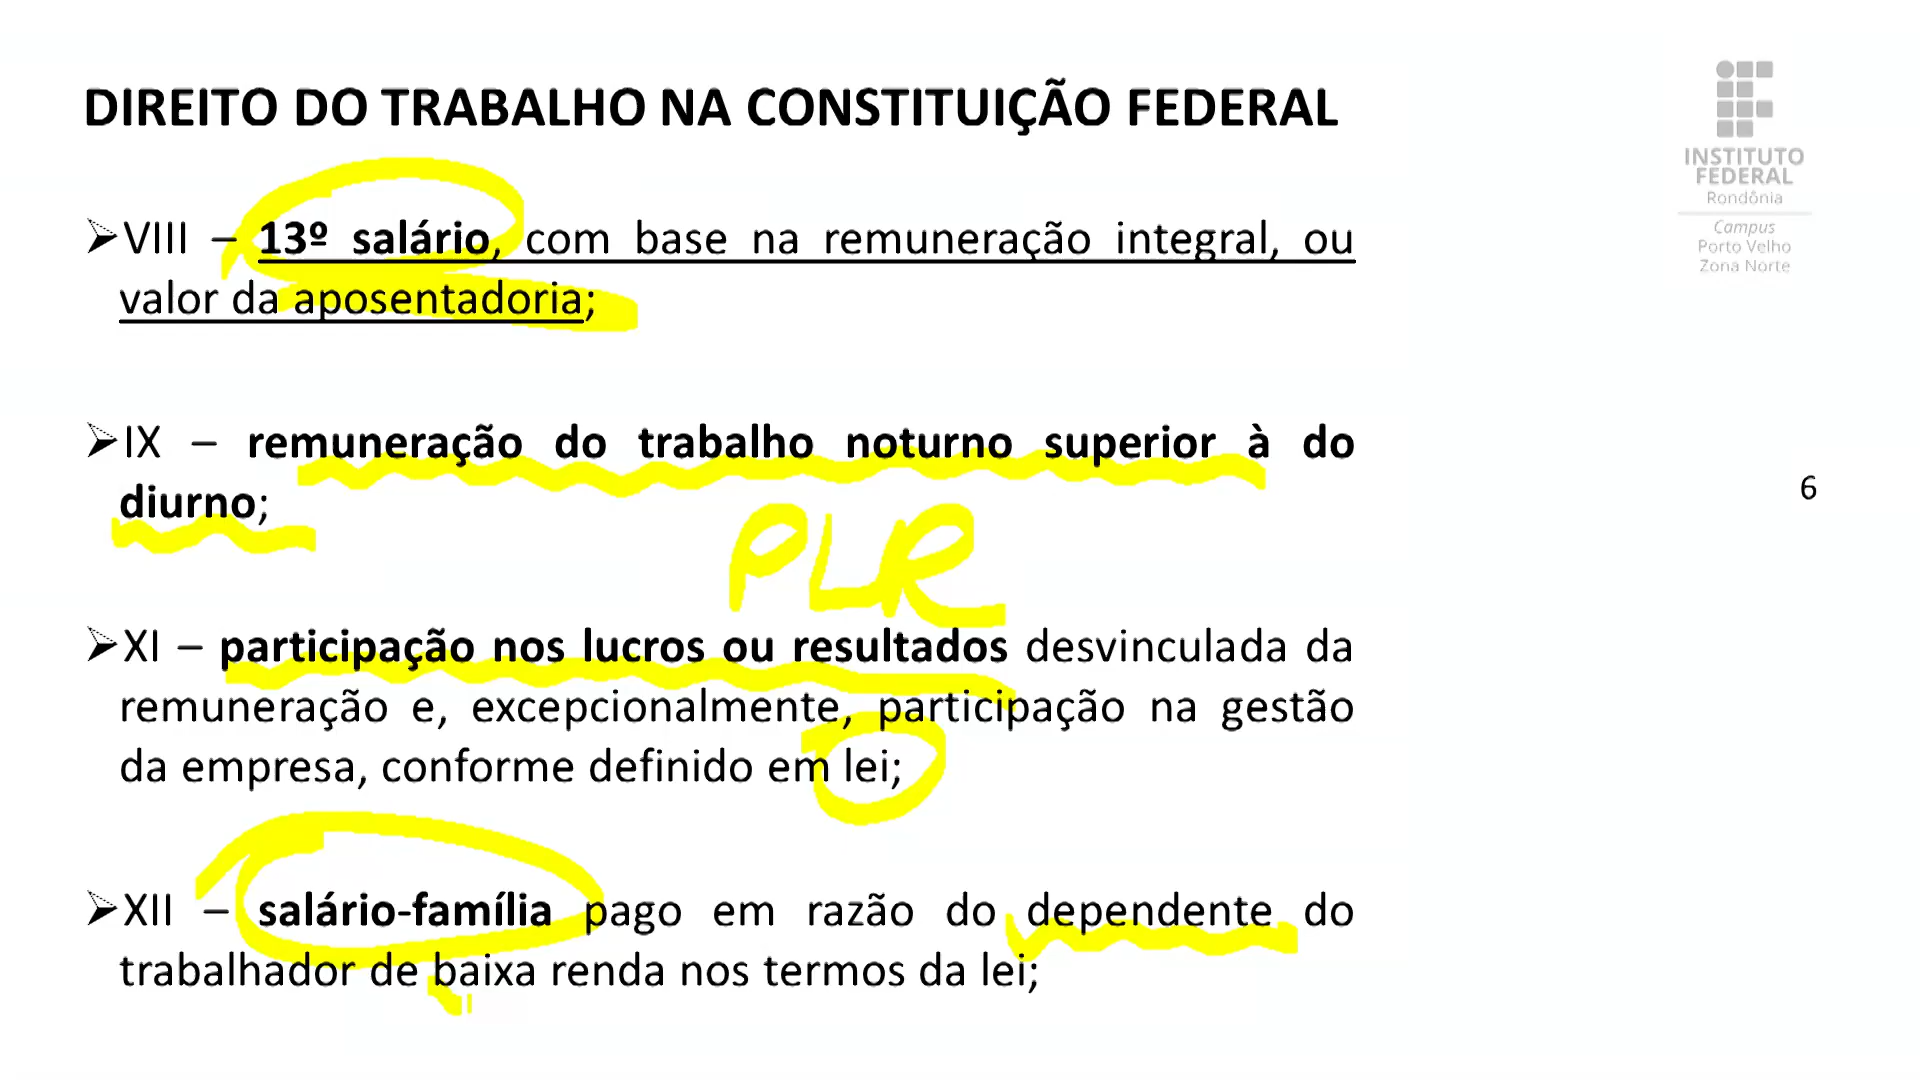 DIREITO DO TRABALHO NA CONSTITUIÇÃO FEDERAL
INSTITUTO
FEDERAL
Rondônia
Campus
Porto Velho
Zona Norte
➢VIII – 13º salário, com base na remuneração integral, ou
valor da aposentadoria;
➢IX – remuneração do trabalho noturno superior à do
diurno;
6
PLR
➢XI – participação nos lucros ou resultados desvinculada da
remuneração e, excepcionalmente, participação na gestão
da empresa, conforme definido em lei;
➢XII – salário-família pago em razão do dependente do
trabalhador de baixa renda nos termos da lei;